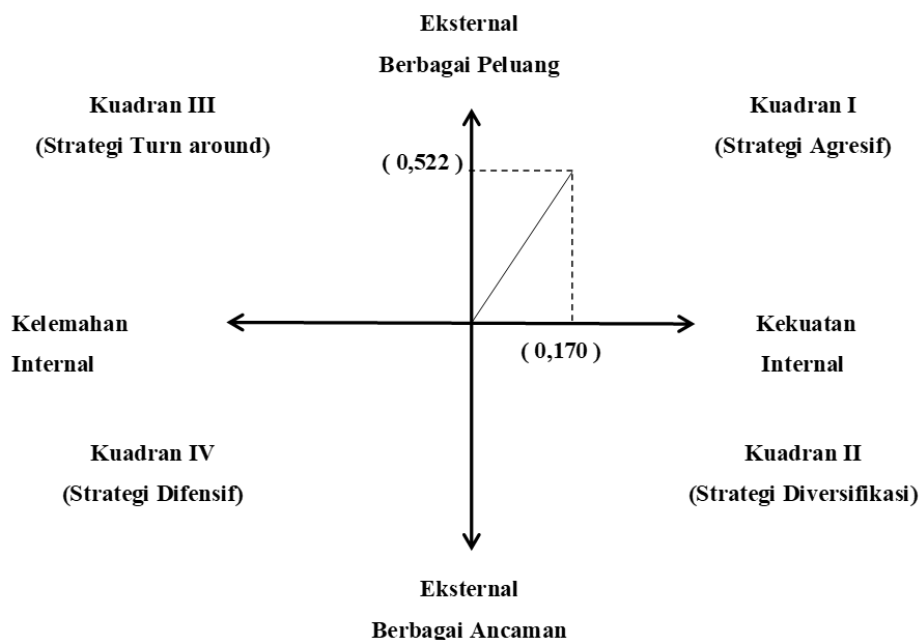 Eksternal
Berbagai Peluang
Kuadran III
(Strategi Turn around)
Kuadran I
(Strategi Agresif)
( 0,522 )
Kelemahan
Internal
( 0,170 )
Kekuatan
Internal
Kuadran IV
(Strategi Difensif)
Kuadran II
(Strategi Diversifikasi)
Eksternal
Berbagai Ancaman